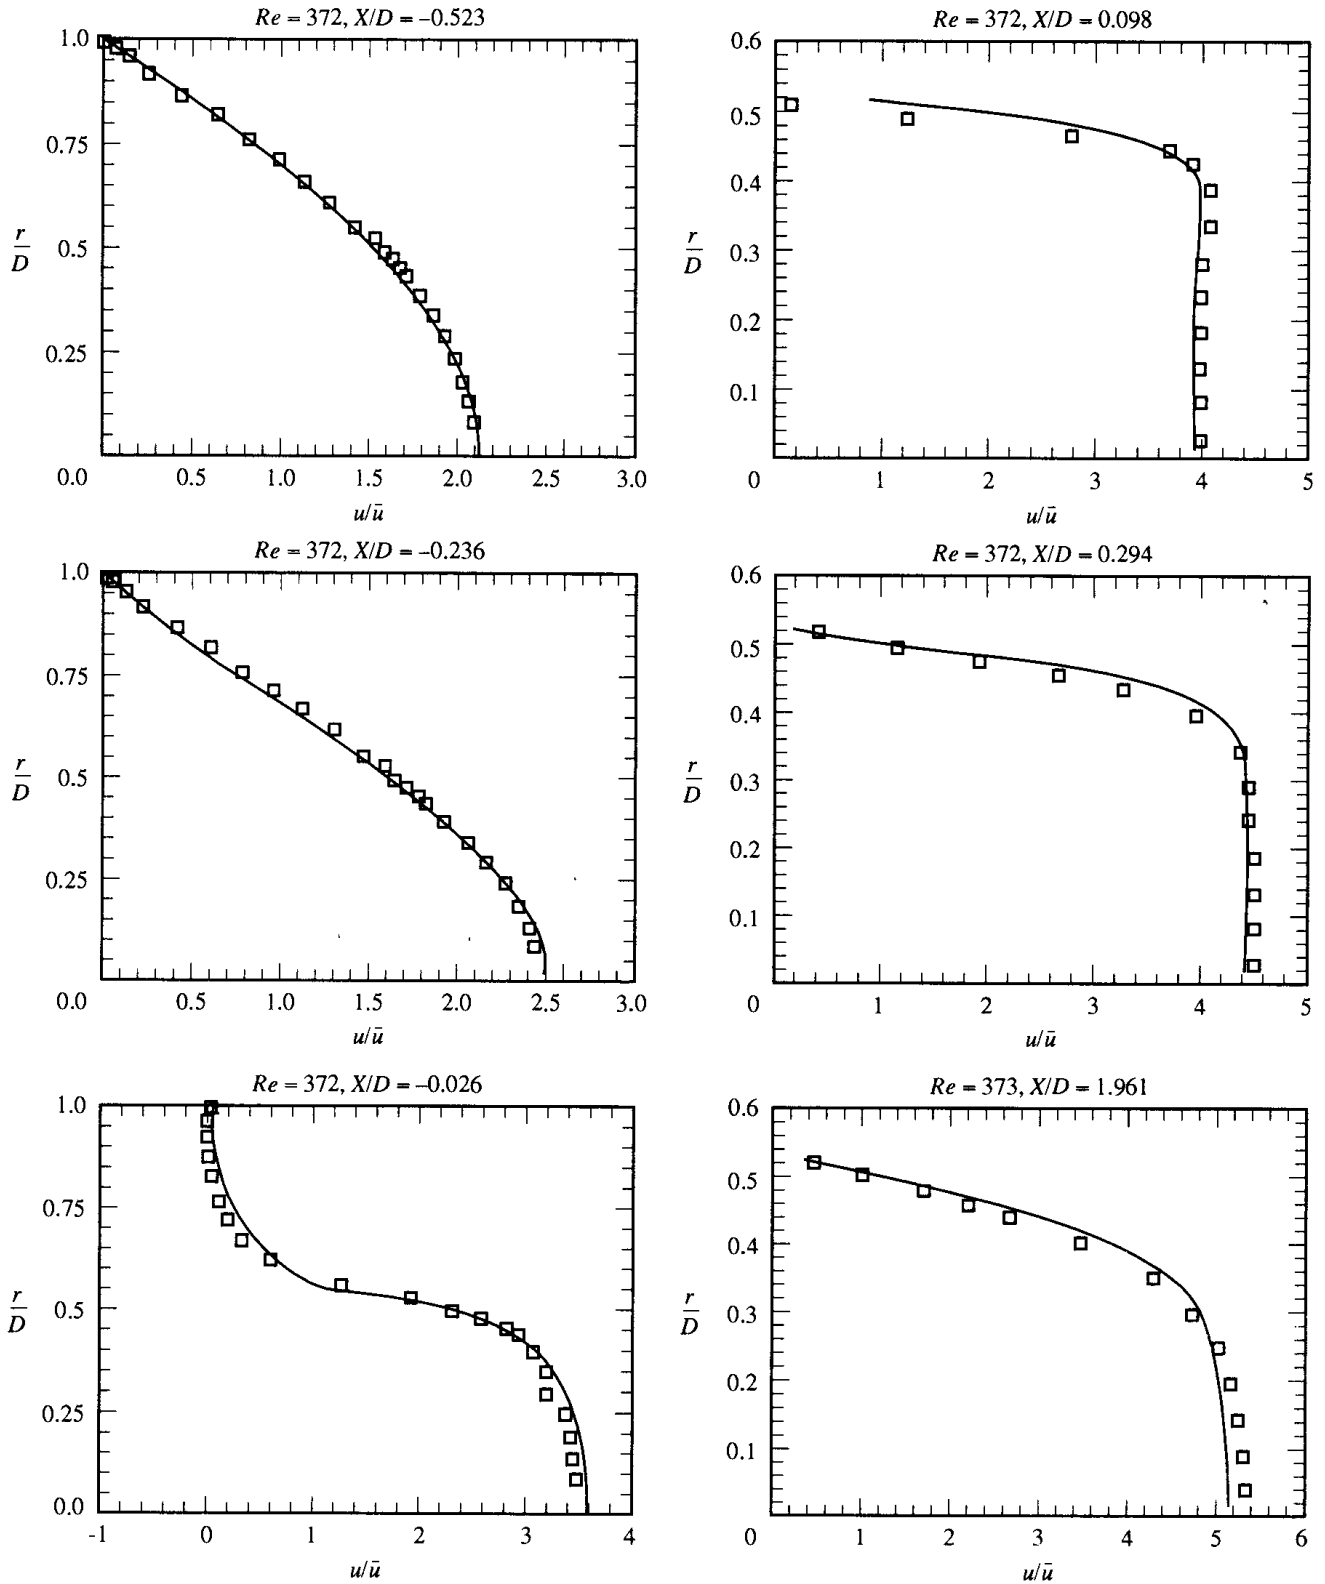 Re = 372, X/D = –0.523
1.0
0.75
0.5
0.25
0.0
r/D
0.5 1.0 1.5 2.0 2.5 3.0
u/ū
Re = 372, X/D = 0.098
0.6
0.5
0.4
0.3
0.2
0.1
0
r/D
1 2 3 4 5
u/ū
Re = 372, X/D = –0.236
1.0
0.75
0.5
0.25
0.0
r/D
0.5 1.0 1.5 2.0 2.5 3.0
u/ū
Re = 372, X/D = 0.294
0.6
0.5
0.4
0.3
0.2
0.1
0
r/D
1 2 3 4 5
u/ū
Re = 372, X/D = –0.026
1.0
0.75
0.5
0.25
0.0
r/D
-1 0 1 2 3 4
u/ū
Re = 373, X/D = 1.961
0.6
0.5
0.4
0.3
0.2
0.1
0
r/D
1 2 3 4 5 6
u/ū